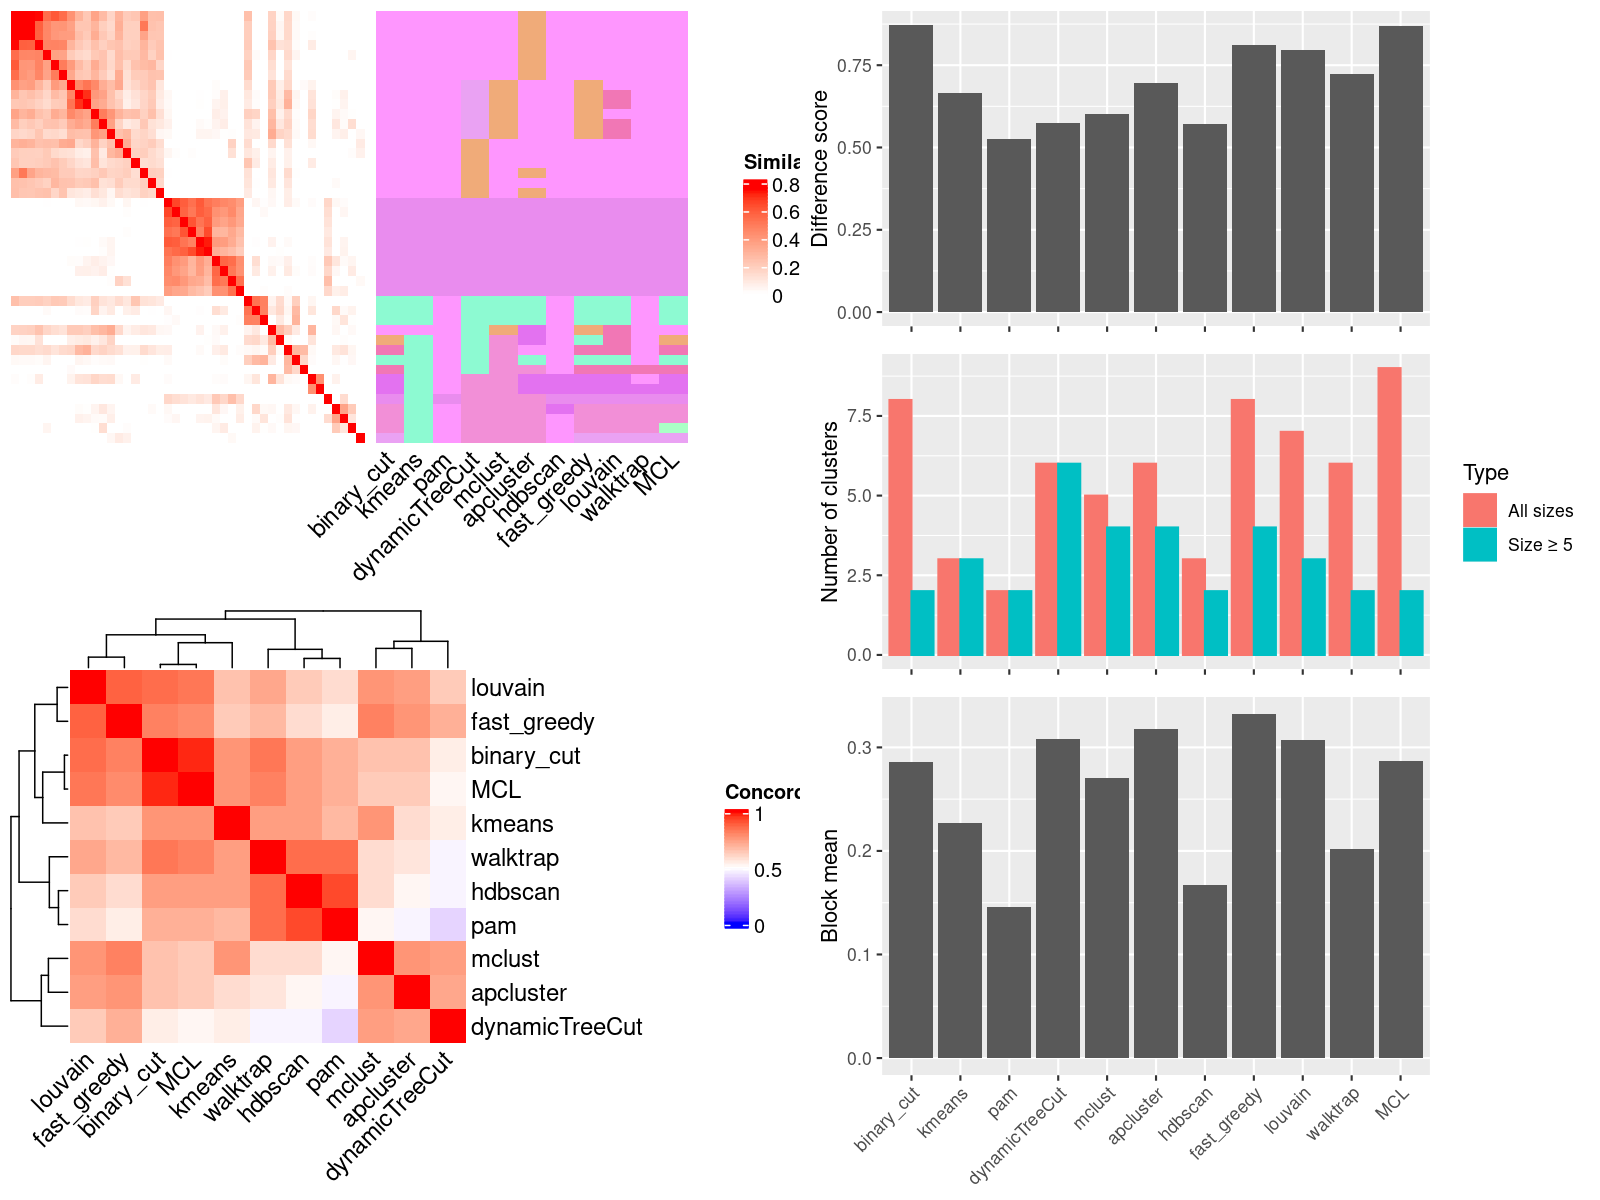 Simila
0.8
0.6
0.4
0.2
0
binary_cut
kmeans
pam
dynamicTreeCut
mclust
apcluster
hdbscan
fast_greedy
louvain
walktrap
MCL
louvain
fast_greedy
binary_cut
MCL
kmeans
walktrap
hdbscan
pam
mclust
apcluster
dynamicTreeCut
louvain
fast_greedy
binary_cut
MCL
kmeans
walktrap
hdbscan
pam
mclust
apcluster
dynamicTreeCut
Concord
1
0.5
0
Difference score
0.75
0.50
0.25
0.00
Number of clusters
7.5
5.0
2.5
0.0
Type
All sizes
Size ≥ 5
Block mean
0.3
0.2
0.1
0.0
binary_cut
kmeans
pam
dynamicTreeCut
mclust
apcluster
hdbscan
fast_greedy
louvain
walktrap
MCL